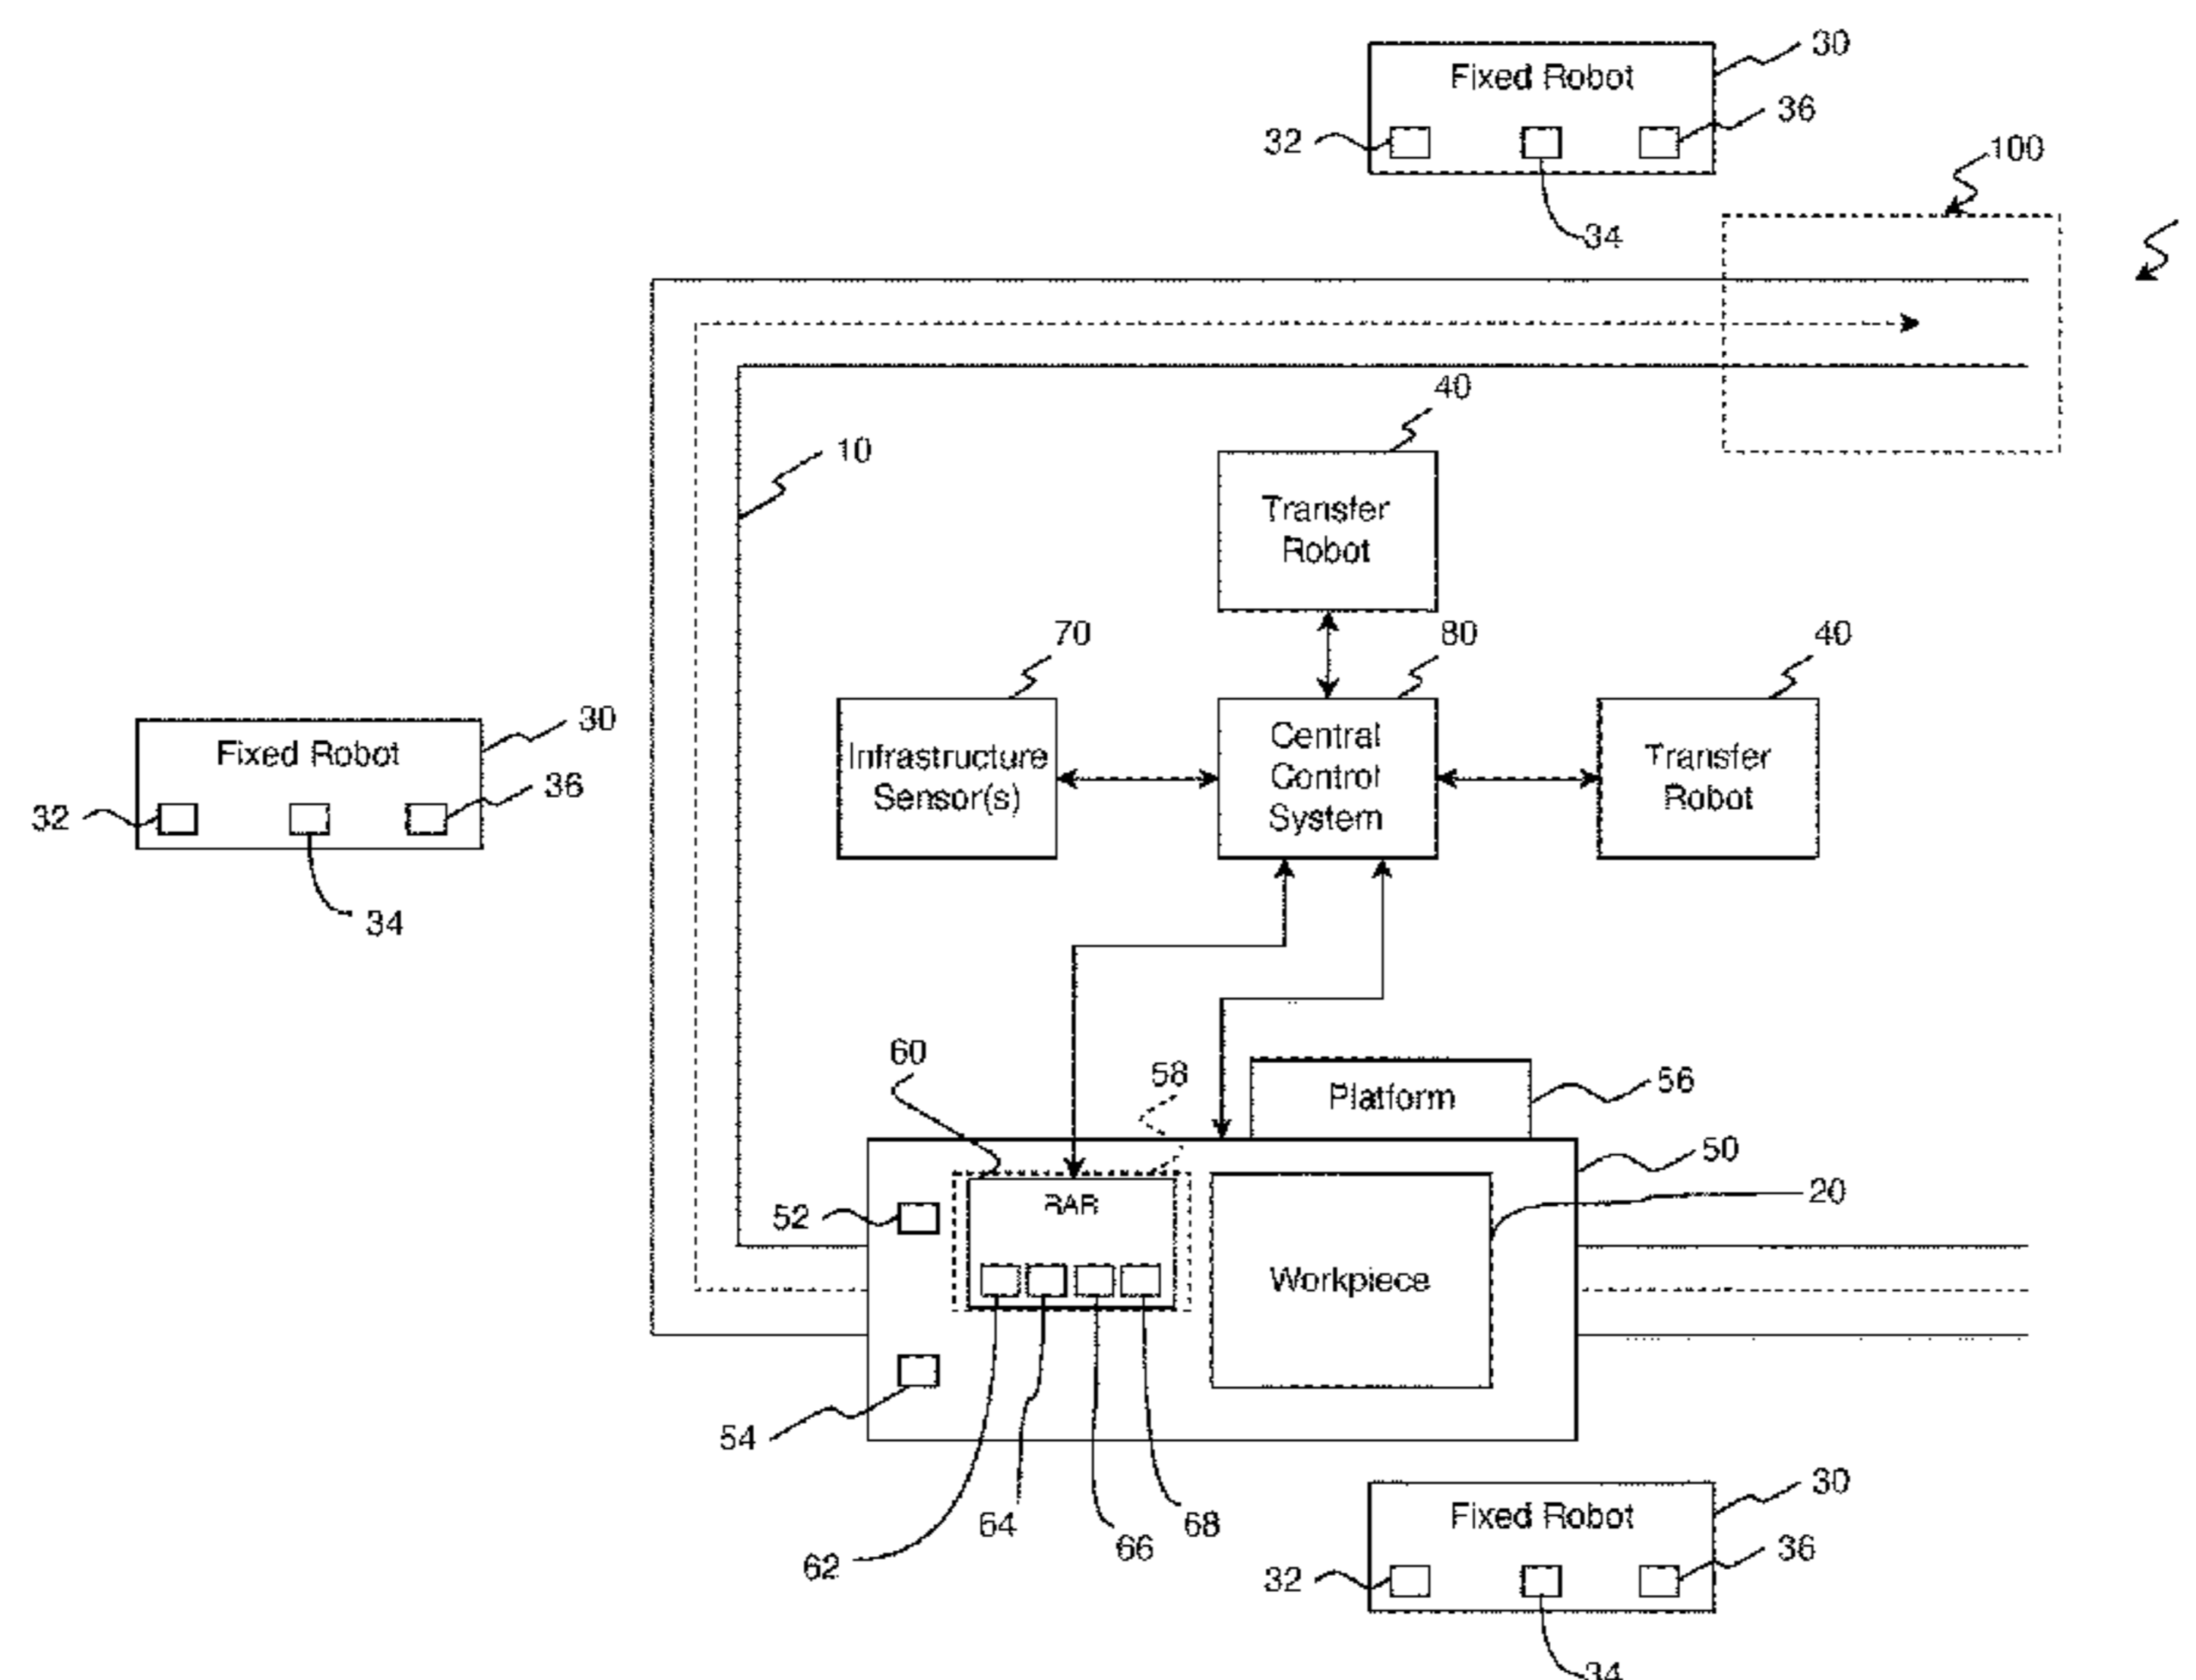 30
Fixed Robot
36
32
100
34
40
10
Transfer
Robot
70
80
40
30
Fixed Robot
Infrastructure
Sensor(s)
Central
Control
System
Transfer
Robot
36
32
34
60
58
Platform
56
50
52
RAR
20
Workpiece
54
30
Fixed Robot
64
68
66
36
62
32
34